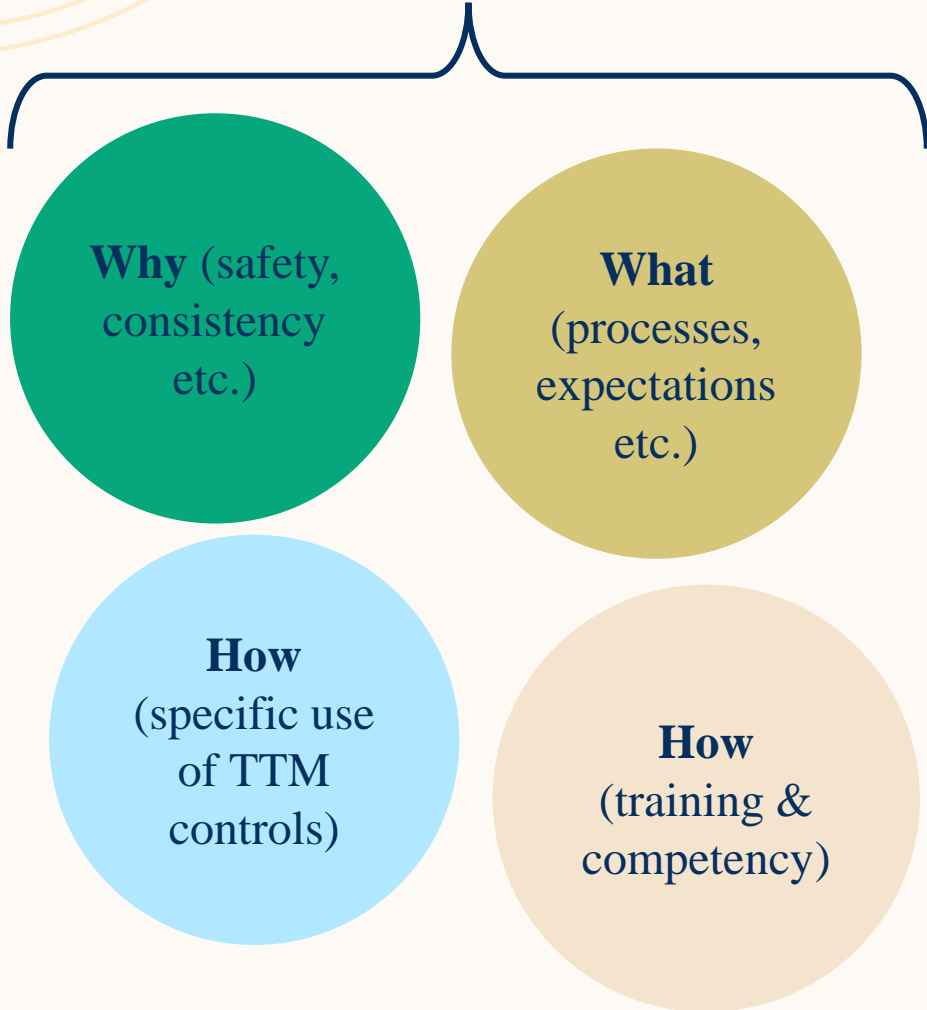 Why (safety,
consistency
etc.)
What
(processes,
expectations
etc.)
How
(specific use
of TTM
controls)
How
(training &
competency)